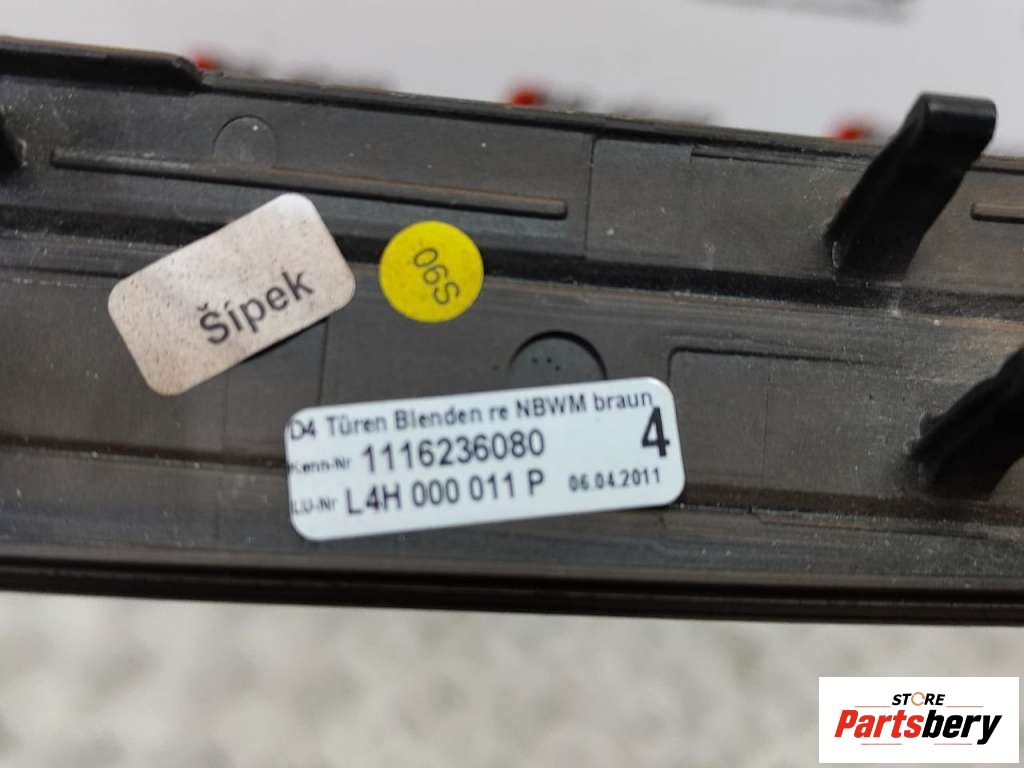 Šípek
06S
D4 Türen Blenden re NBWM braun
Kenn-Nr 1116236080 4
LU-Nr L4H 000 011 P 06.04.2011
STORE
Partsbery